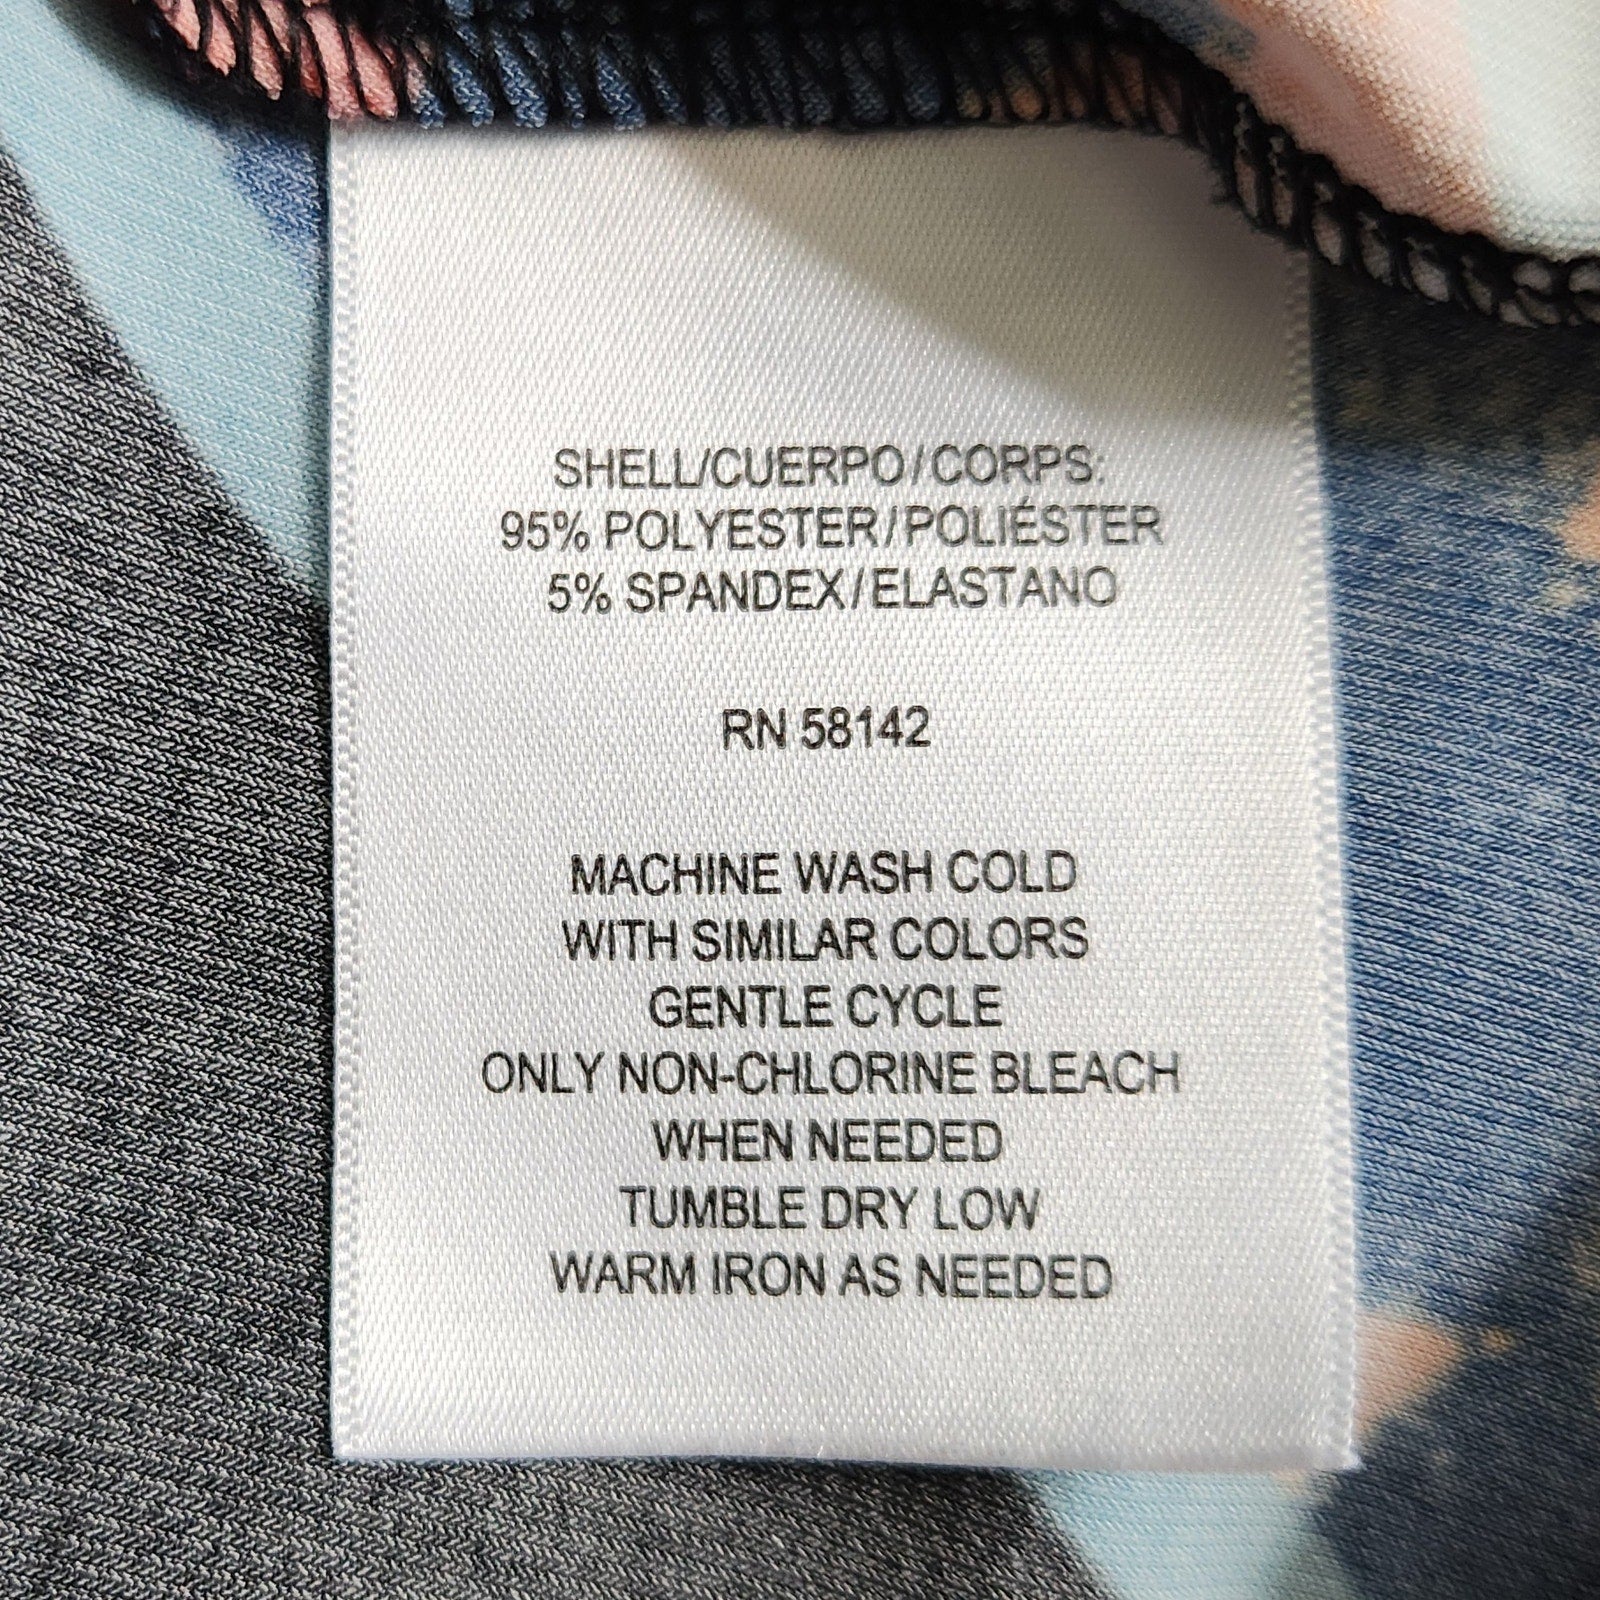 SHELL/CUERPO/CORPS:
95% POLYESTER/POLIÉSTER
5% SPANDEX/ELASTANO
RN 58142
MACHINE WASH COLD
WITH SIMILAR COLORS
GENTLE CYCLE
ONLY NON-CHLORINE BLEACH
WHEN NEEDED
TUMBLE DRY LOW
WARM IRON AS NEEDED